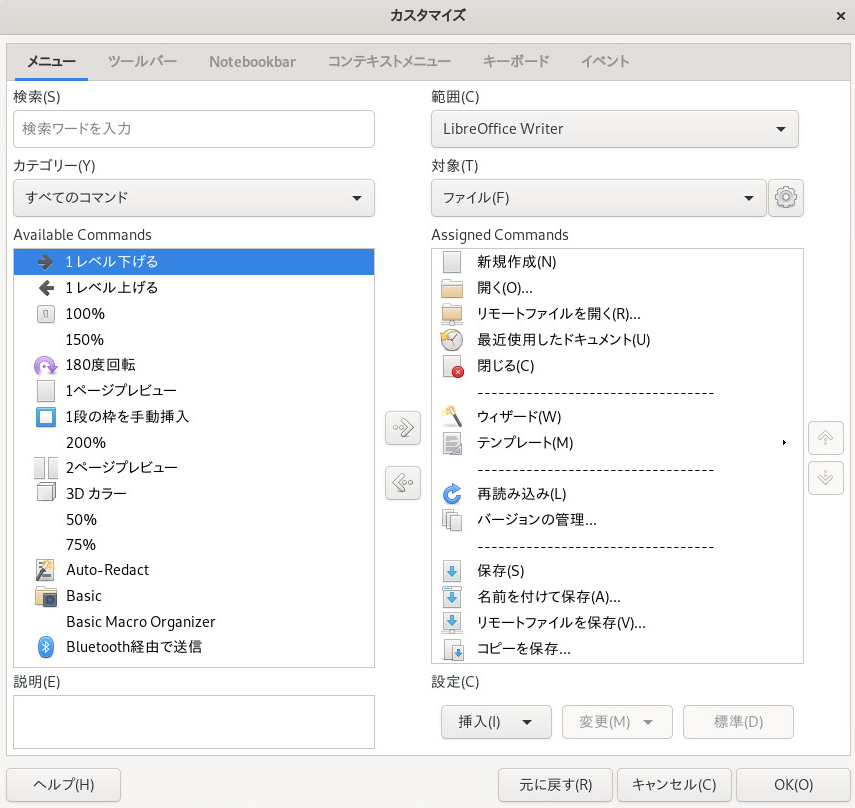 カスタマイズ
メニュー ツールバー Notebookbar コンテキストメニュー キーボード イベント
検索(S)
検索ワードを入力
カテゴリー(Y)
すべてのコマンド
Available Commands
1レベル下げる
1レベル上げる
100%
150%
180度回転
1ページプレビュー
1段の枠を手動挿入
200%
2ページプレビュー
3D カラー
50%
75%
Auto-Redact
Basic
Basic Macro Organizer
Bluetooth経由で送信
説明(E)
範囲(C)
LibreOffice Writer
対象(T)
ファイル(F)
Assigned Commands
新規作成(N)
開く(O)...
リモートファイルを開く(R)...
最近使用したドキュメント(U)
閉じる(C)
----------------------------------
ウィザード(W)
テンプレート(M)
----------------------------------
再読み込み(L)
バージョンの管理...
----------------------------------
保存(S)
名前を付けて保存(A)...
リモートファイルを保存(V)...
コピーを保存...
設定(C)
挿入(I) 変更(M) 標準(D)
ヘルプ(H) 元に戻す(R) キャンセル(C) OK(O)